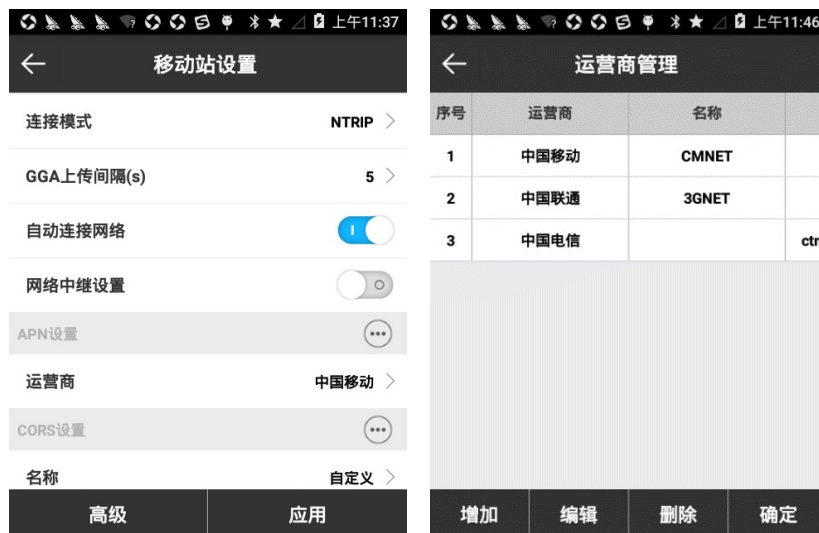 上午11:37
移动站设置
连接模式 NTRIP
GGA上传间隔(s) 5
自动连接网络
网络中继设置
APN设置
运营商 中国移动
CORS设置
名称 自定义
高级 应用
上午11:46
运营商管理
序号 运营商 名称
1 中国移动 CMNET
2 中国联通 3GNET
3 中国电信 ctn
增加 编辑 删除 确定